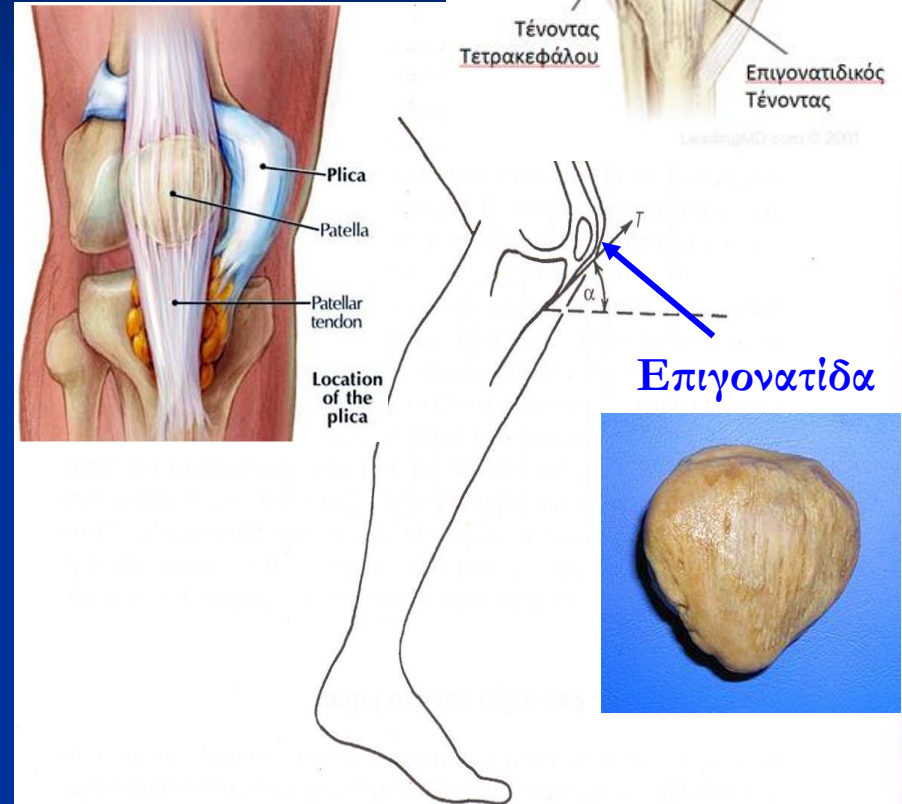 Τένοντας
Τετρακεφάλου
Επιγονατιδικός
Τένοντας
LeadingMD.com © 2001
Plica
Patella
Patellar
tendon
Location
of the
plica
T
α
Επιγονατίδα